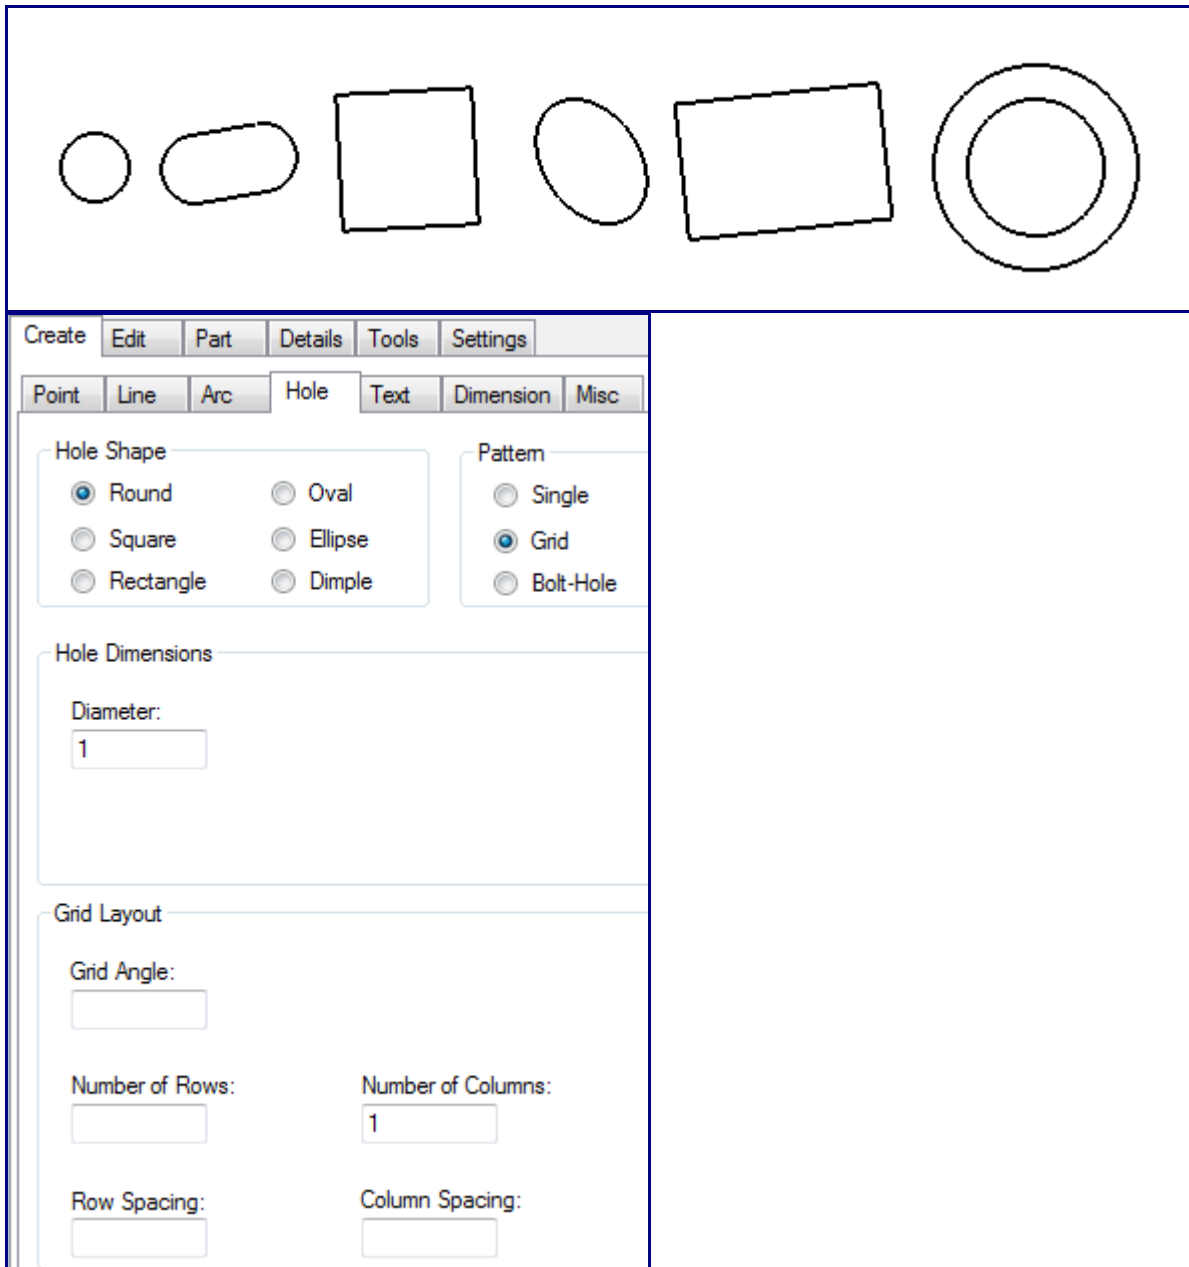 Create Edit Part Details Tools Settings
Point Line Arc Hole Text Dimension Misc
Hole Shape Pattern
Round Oval Single
Square Ellipse Grid
Rectangle Dimple Bolt-Hole
Hole Dimensions
Diameter:
1
Grid Layout
Grid Angle:
Number of Rows: Number of Columns:
1
Row Spacing: Column Spacing: